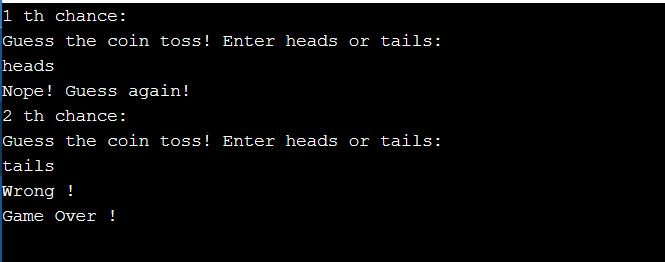 1 th chance:
Guess the coin toss! Enter heads or tails:
heads
Nope! Guess again!
2 th chance:
Guess the coin toss! Enter heads or tails:
tails
Wrong !
Game Over !